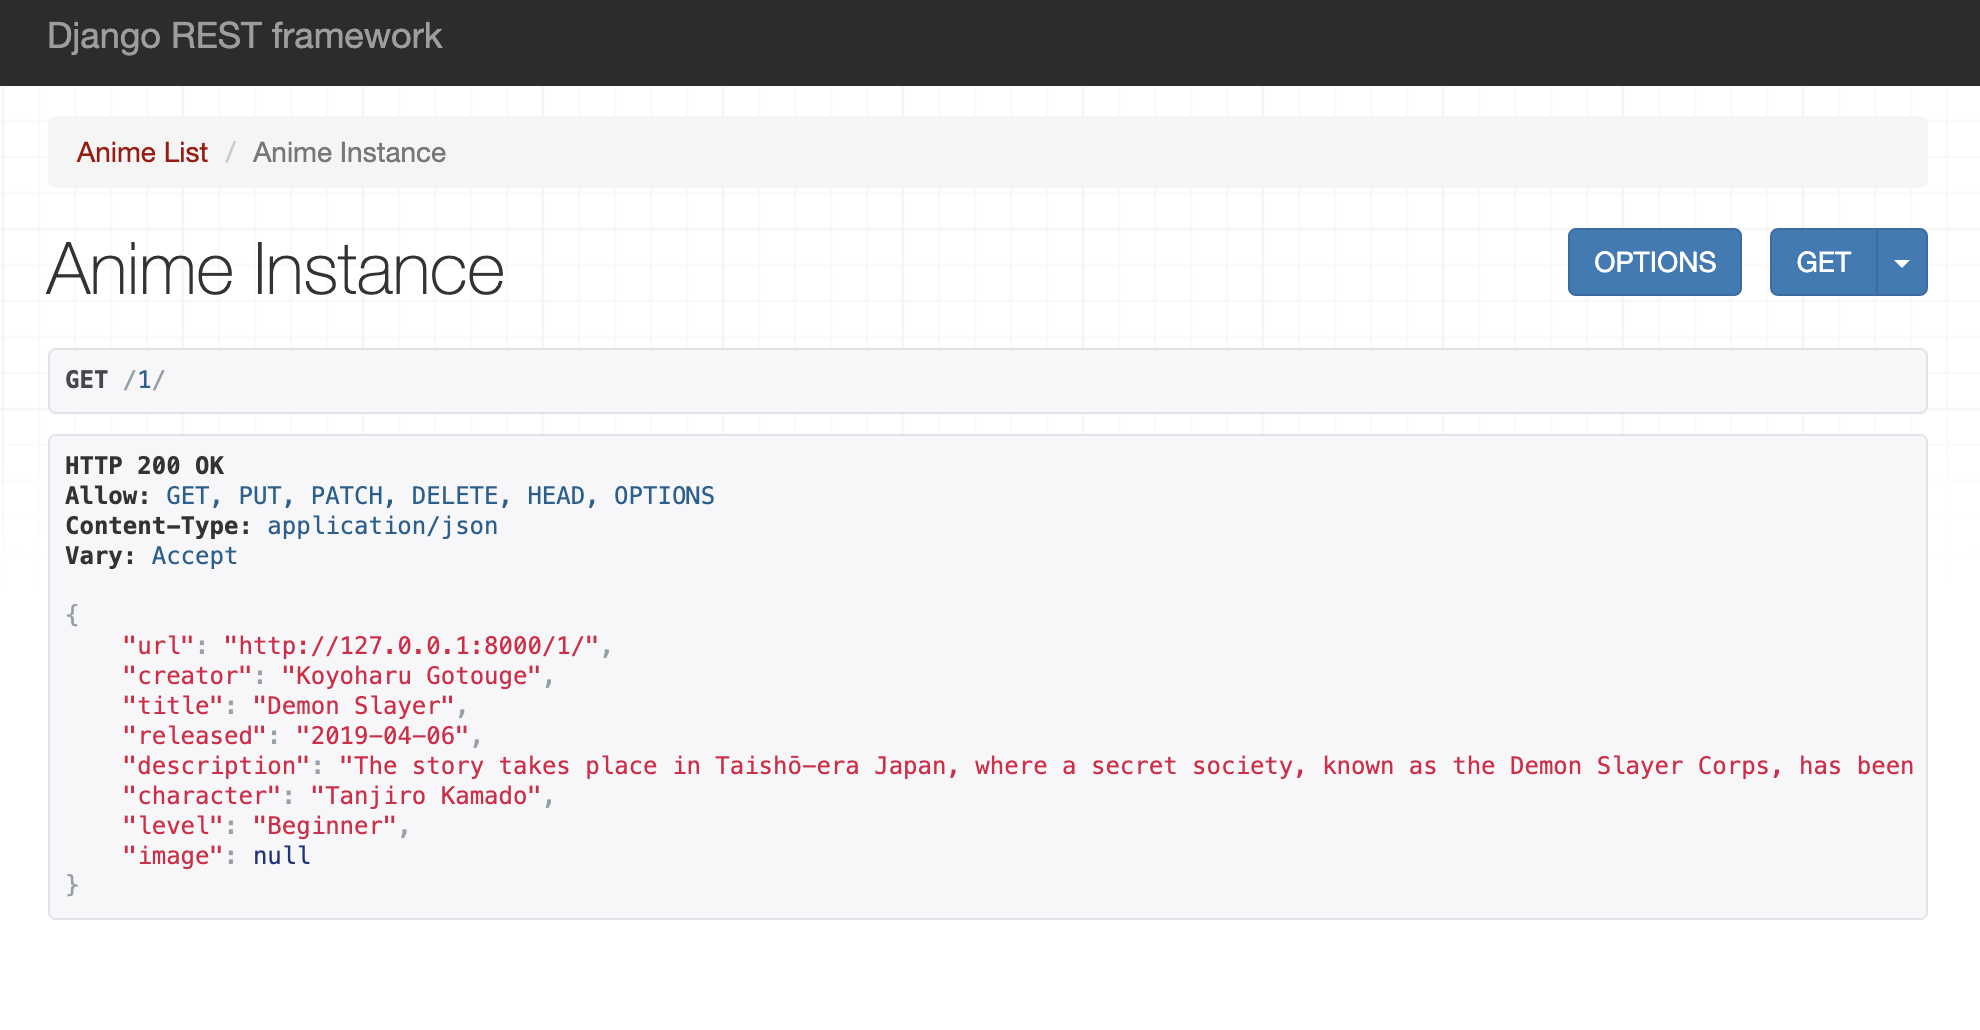 Django REST framework
Anime List / Anime Instance
Anime Instance
OPTIONS GET
GET /1/
HTTP 200 OK
Allow: GET, PUT, PATCH, DELETE, HEAD, OPTIONS
Content-Type: application/json
Vary: Accept
{
    "url": "http://127.0.0.1:8000/1/",
    "creator": "Koyoharu Gotouge",
    "title": "Demon Slayer",
    "released": "2019-04-06",
    "description": "The story takes place in Taishō-era Japan, where a secret society, known as the Demon Slayer Corps, has been
    "character": "Tanjiro Kamado",
    "level": "Beginner",
    "image": null
}